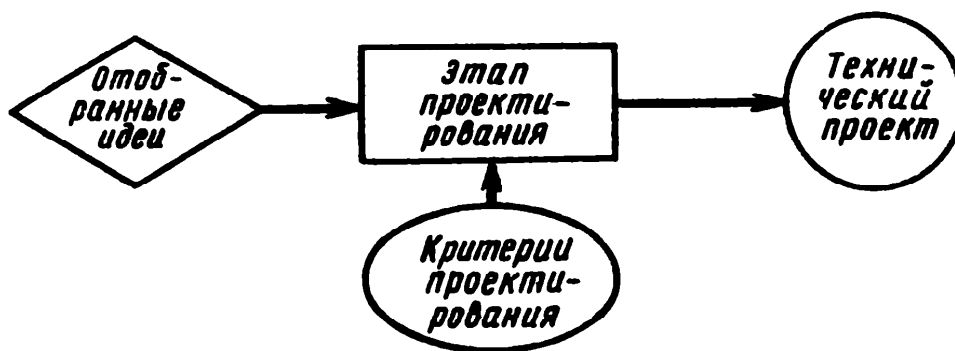 Отоб-
ранные
идеи
Этап
проекти-
рования
Техни-
ческий
проект
Критерии
проекти-
рования